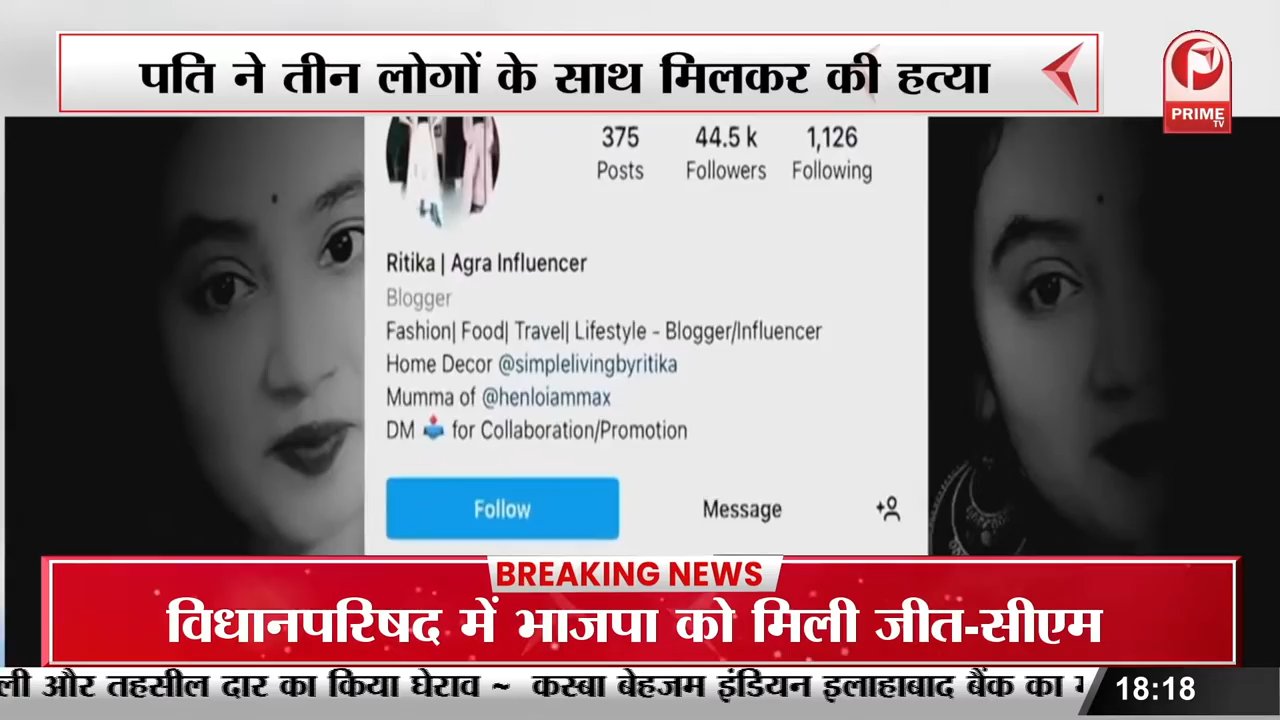 पति ने तीन लोगों के साथ मिलकर की हत्या
PRIME
TV
375 44.5 k 1,126
Posts Followers Following
Ritika | Agra Influencer
Blogger
Fashion| Food| Travel| Lifestyle - Blogger/Influencer
Home Decor @simplelivingbyritika
Mumma of @henloiammax
DM for Collaboration/Promotion
Follow Message
BREAKING NEWS
विधानपरिषद में भाजपा को मिली जीत-सीएम
और तहसील दार का किया घेराव ~ कस्बा बेहजम इंडियन इलाहाबाद बैंक का
18:18